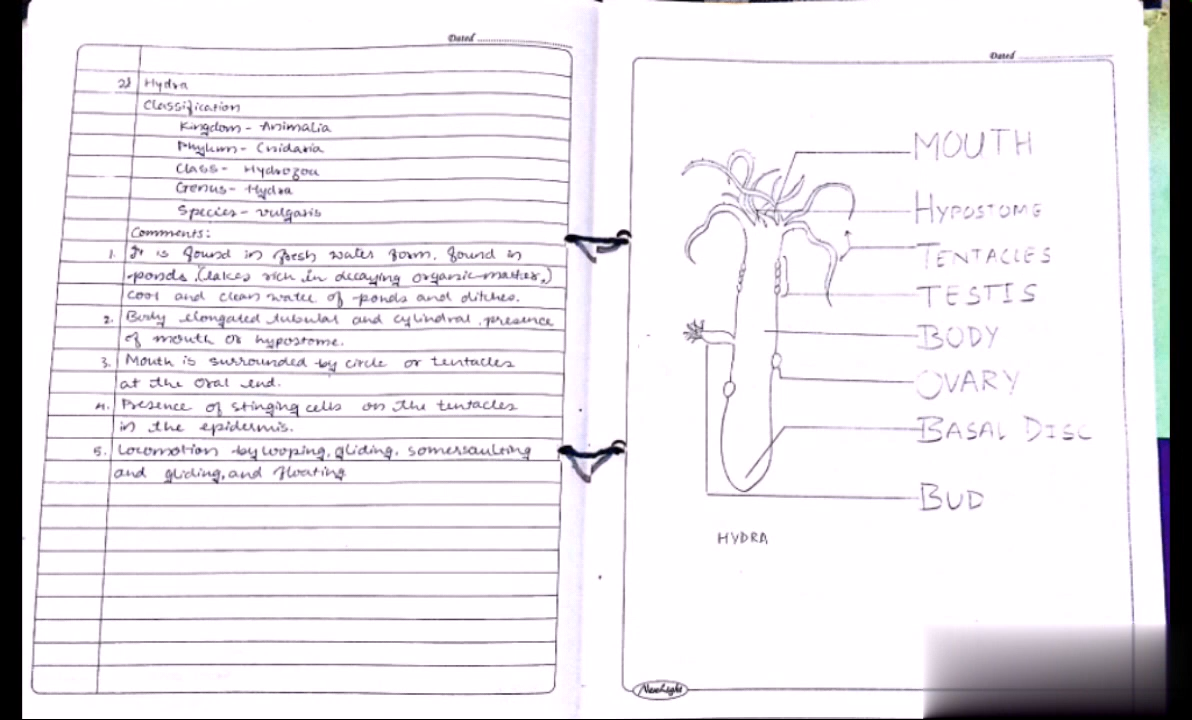 Dated
2) Hydra
Classification
Kingdom - Animalia
Phylum - Cnidaria
Class - Hydrozoa
Genus - Hydra
Species - vulgaris
Comments:
1. It is found in fresh water form. found in
ponds (lakes rich in decaying organic matter,)
cool and clean water of ponds and ditches.
2. Body elongated tubular and cylindral, presence
of mouth or hypostome.
3. Mouth is surrounded by circle or tentacles
at the oral end.
4. Presence of stinging cells on the tentacles
in the epidermis.
5. Locomotion by looping, gliding, somersaulting
and gliding, and floating
Dated
MOUTH
HYPOSTOME
TENTACLES
TESTIS
BODY
OVARY
BASAL DISC
BUD
HYDRA
NewLight